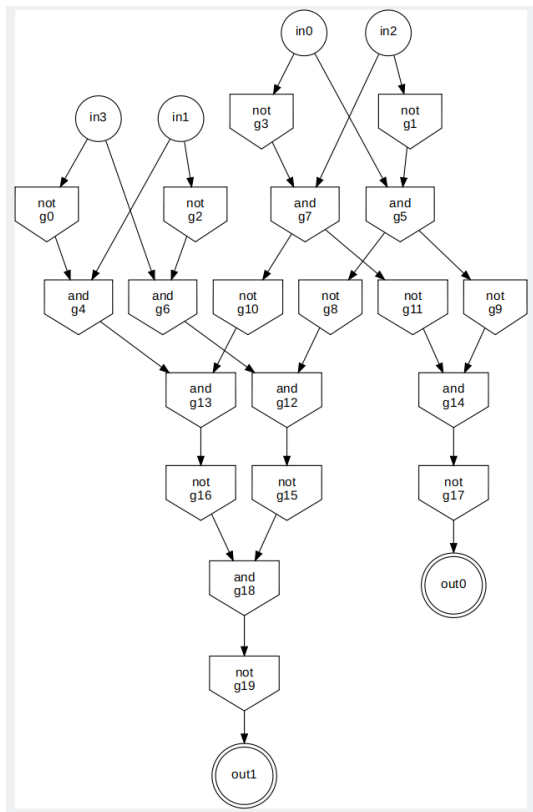 in0
in2
not
g3
not
g1
in3
in1
not
g0
not
g2
and
g7
and
g5
and
g4
and
g6
not
g10
not
g8
not
g11
not
g9
and
g13
and
g12
and
g14
not
g16
not
g15
not
g17
and
g18
out0
not
g19
out1